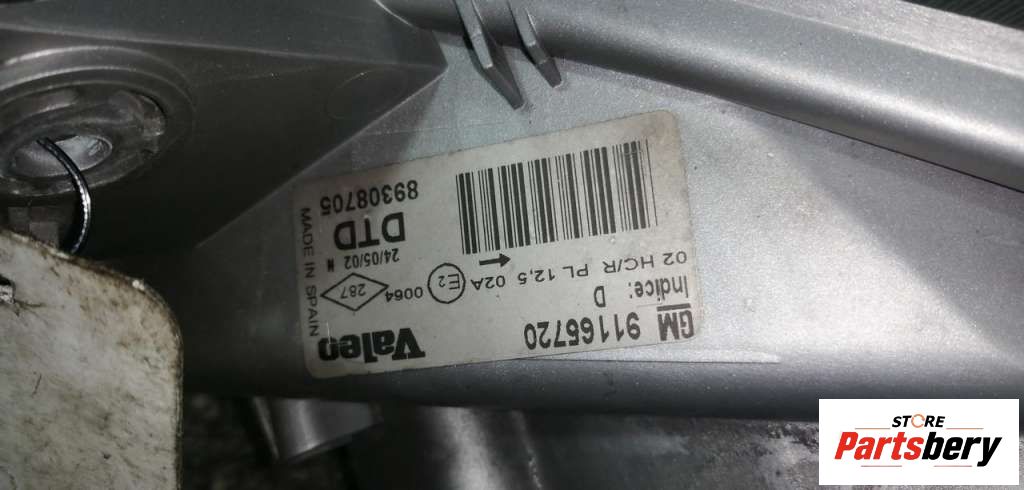 GM 91166720
Valeo
Indice: D
02 HC/R PL 12,5 02A
E2
0064
287
24/05/02 N
DTD
89308705
MADE IN SPAIN
STORE
Partsbery